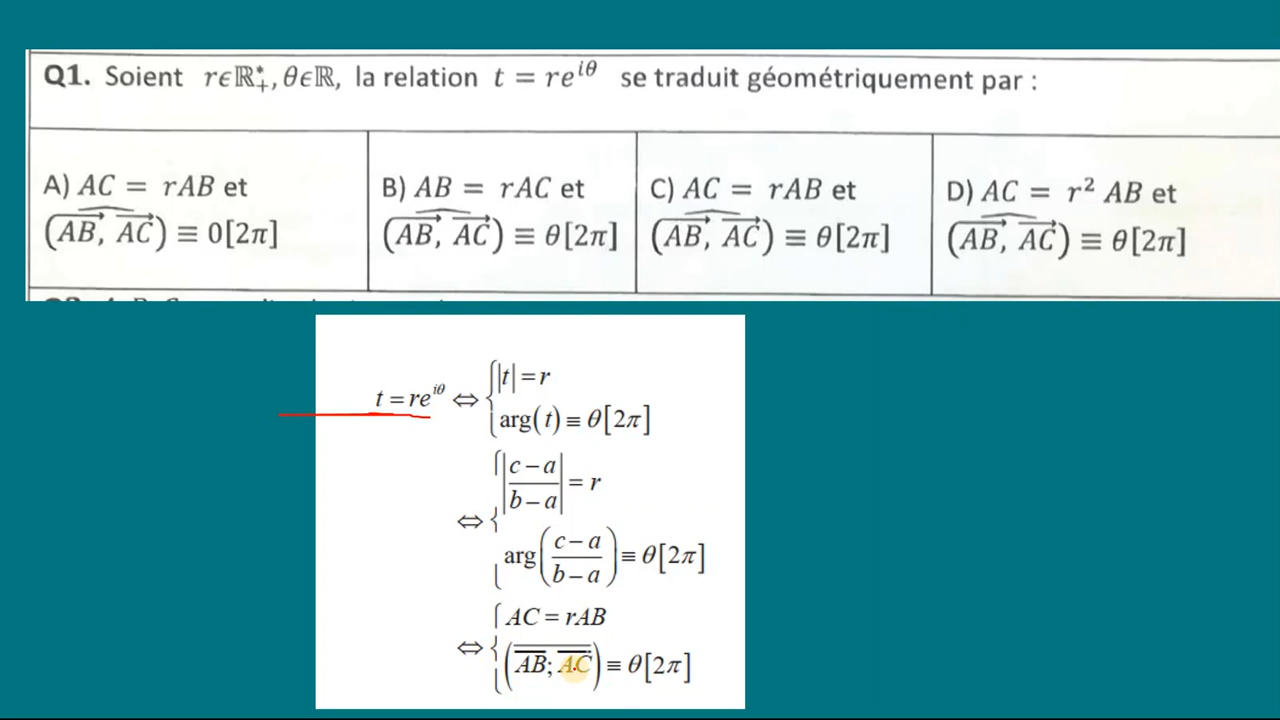 Q1. Soient r∈ℝ*₊, θ∈ℝ, la relation t = re^{iθ} se traduit géométriquement par :
A) AC = rAB et
(AB, AC) ≡ 0[2π]
B) AB = rAC et
(AB, AC) ≡ θ[2π]
C) AC = rAB et
(AB, AC) ≡ θ[2π]
D) AC = r² AB et
(AB, AC) ≡ θ[2π]
t = re^{iθ} ⇔ { |t| = r
arg(t) ≡ θ[2π]
⇔ { |(c−a)/(b−a)| = r
arg((c−a)/(b−a)) ≡ θ[2π]
⇔ { AC = rAB
(AB; AC) ≡ θ[2π]